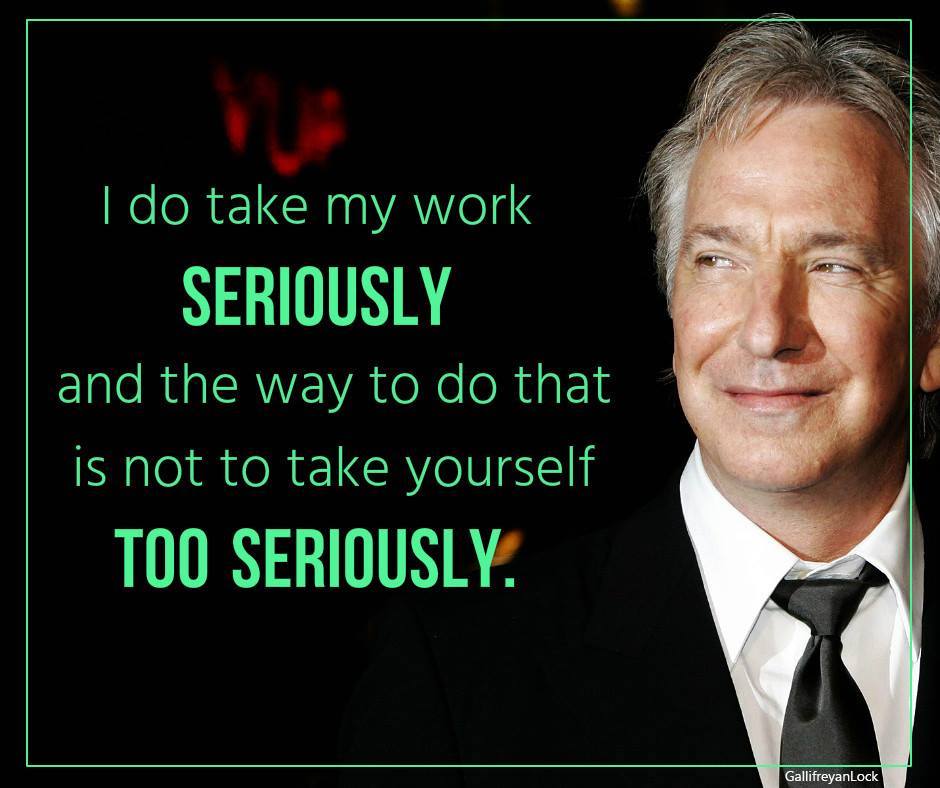 I do take my work
SERIOUSLY
and the way to do that
is not to take yourself
TOO SERIOUSLY.
GallifreyanLock